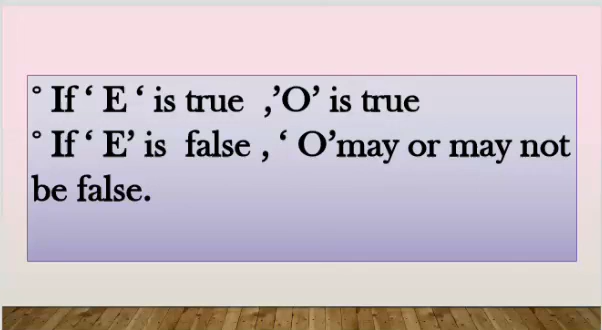 ° If ‘ E ‘ is true ,’O’ is true
° If ‘ E’ is false , ‘ O’may or may not
be false.